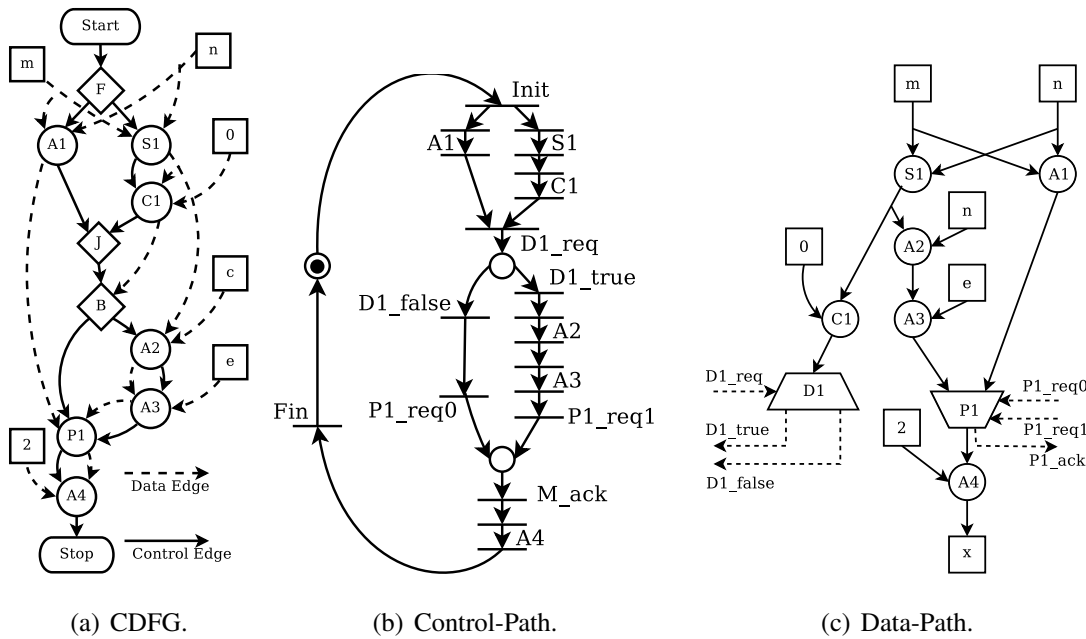 Start
m
n
F
A1
S1
0
C1
J
c
B
A2
e
A3
P1
2
Data Edge
A4
Stop
Control Edge
(a) CDFG.
Init
A1
S1
C1
D1_req
D1_true
D1_false
A2
A3
Fin
P1_req0
P1_req1
M_ack
A4
(b) Control-Path.
m
n
S1
A1
n
0
A2
e
C1
A3
D1_req
D1
P1_req0
P1
2
P1_req1
D1_true
P1_ack
D1_false
A4
x
(c) Data-Path.